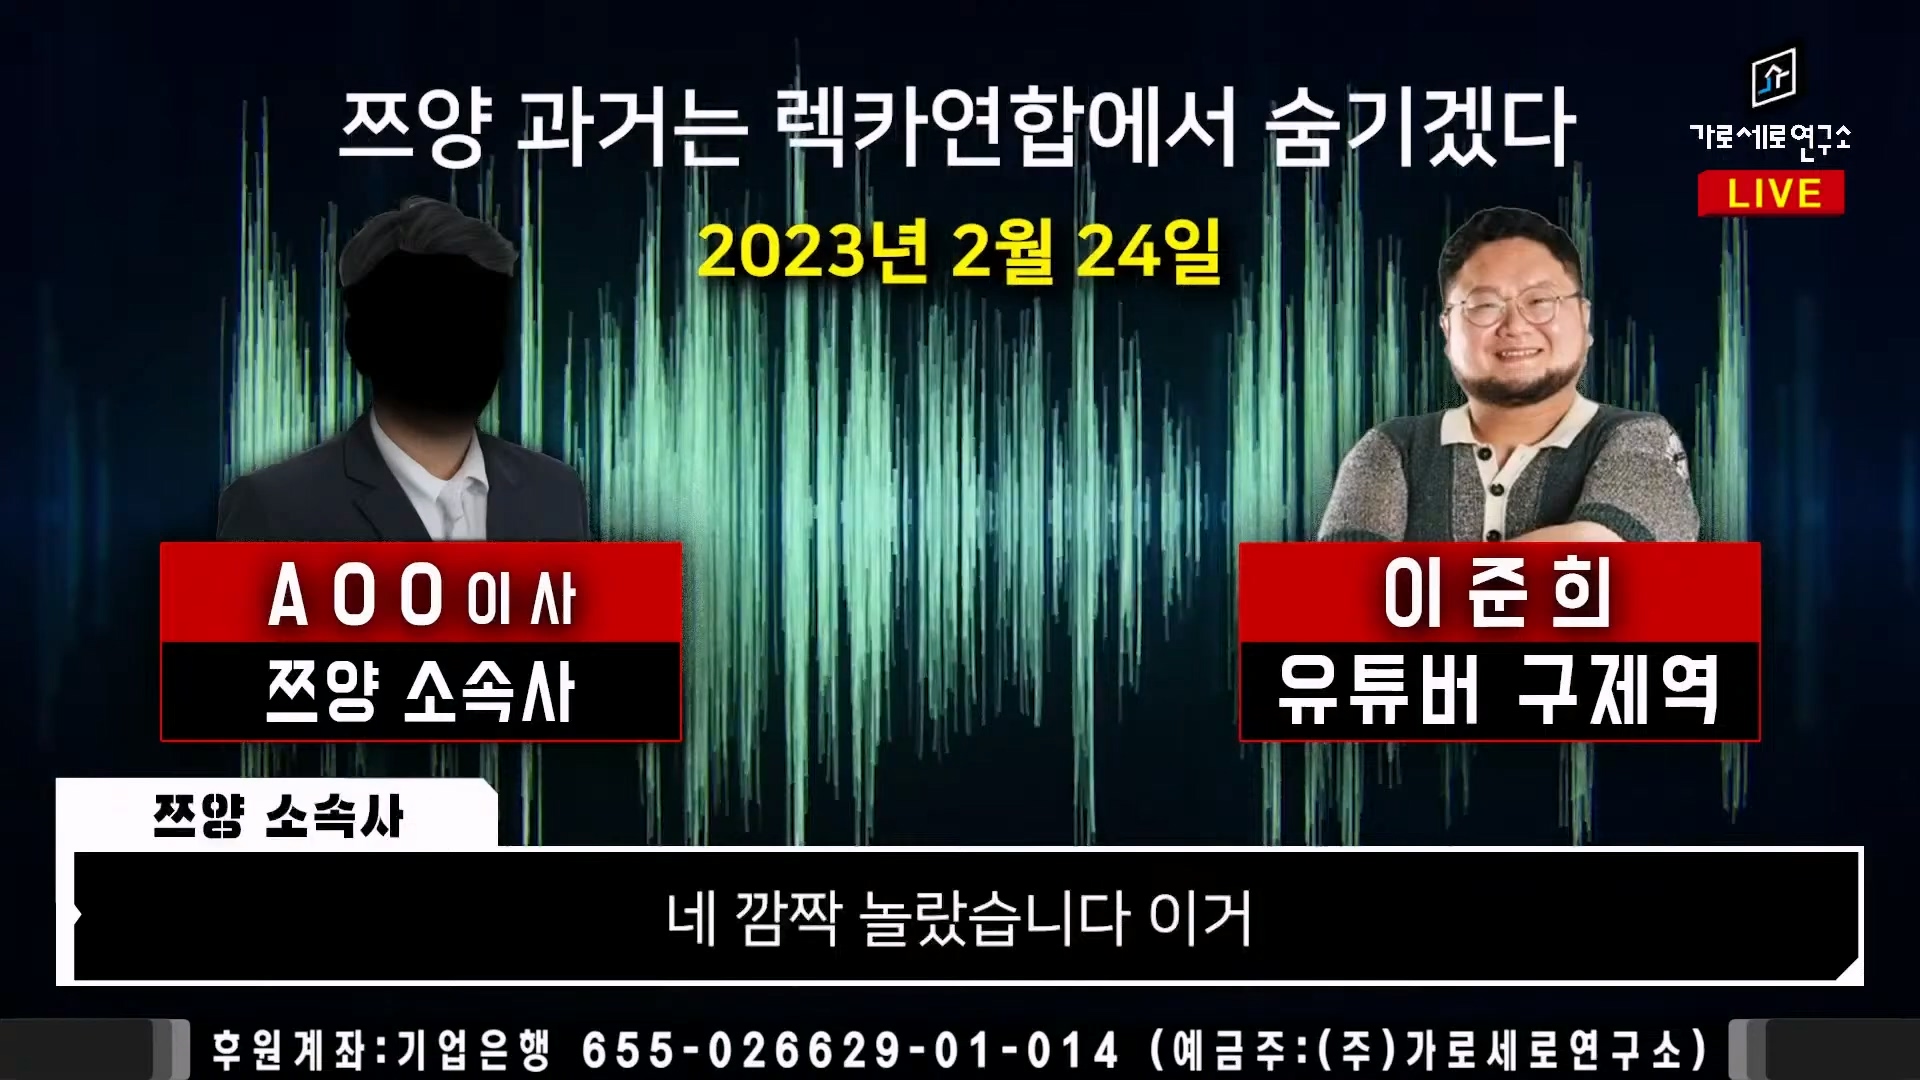 쯔양 과거는 렉카연합에서 숨기겠다
가로세로연구소
LIVE
2023년 2월 24일
AOO이사
쯔양 소속사
이준희
유튜버 구제역
쯔양 소속사
네 깜짝 놀랐습니다 이거
후원계좌:기업은행 655-026629-01-014 (예금주:(주)가로세로연구소)